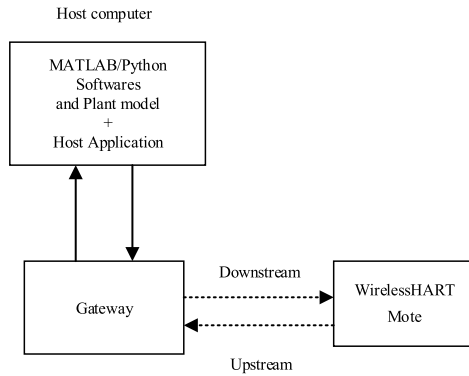 Host computer
MATLAB/Python
Softwares
and Plant model
+
Host Application
Downstream
Gateway
WirelessHART
Mote
Upstream